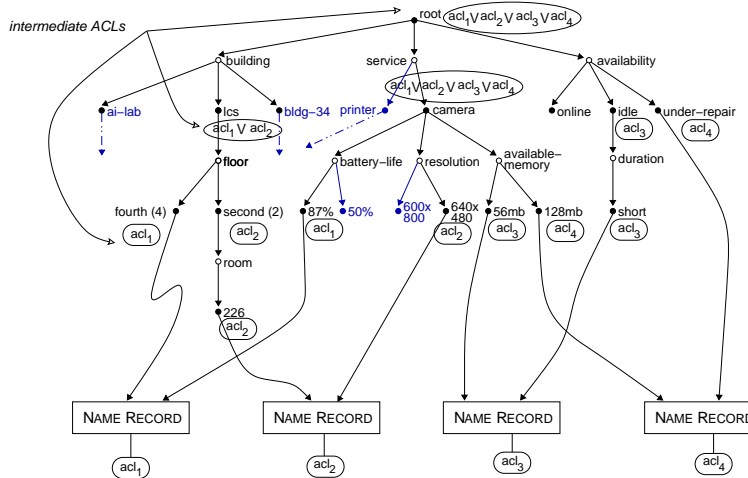 root acl1 V acl2 V acl3 V acl4
intermediate ACLs
building service availability
acl1 V acl2 V acl3 V acl4
ai-lab lcs bldg-34 printer camera online idle under-repair
acl1 V acl2 acl3 acl4
floor battery-life resolution available-
memory duration
fourth (4) second (2) 87% 50% 600x
800 640x
480 56mb 128mb short
acl1 acl2 acl1 acl2 acl3 acl4 acl3
room
226
acl2
NAME RECORD NAME RECORD NAME RECORD NAME RECORD
acl1 acl2 acl3 acl4